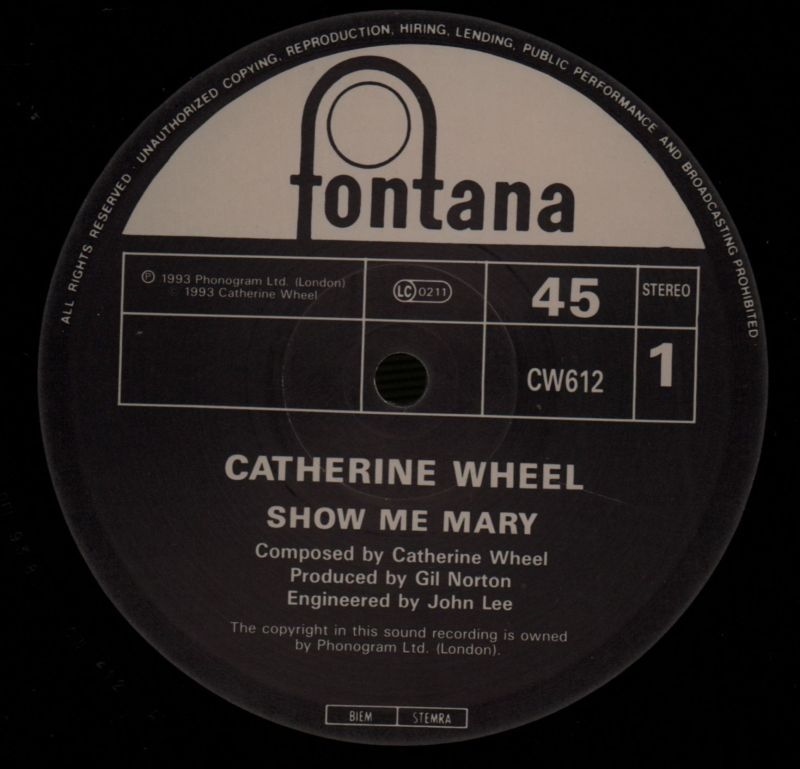 ALL RIGHTS RESERVED · UNAUTHORIZED COPYING, REPRODUCTION, HIRING, LENDING, PUBLIC PERFORMANCE AND BROADCASTING PROHIBITED
fontana
Ⓟ 1993 Phonogram Ltd. (London)
© 1993 Catherine Wheel
LC 0211
45
STEREO
CW612
1
CATHERINE WHEEL
SHOW ME MARY
Composed by Catherine Wheel
Produced by Gil Norton
Engineered by John Lee
The copyright in this sound recording is owned
by Phonogram Ltd. (London).
BIEM STEMRA